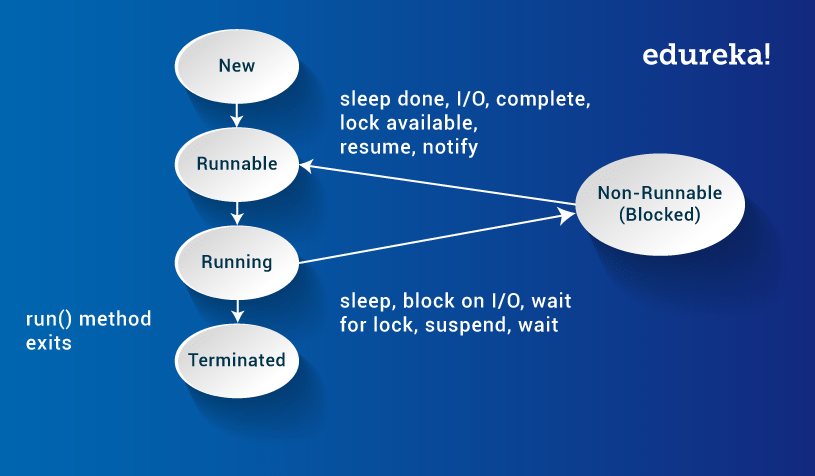 edureka!
New
sleep done, I/O, complete,
lock available,
resume, notify
Runnable
Non-Runnable
(Blocked)
Running
sleep, block on I/O, wait
for lock, suspend, wait
run() method
exits
Terminated